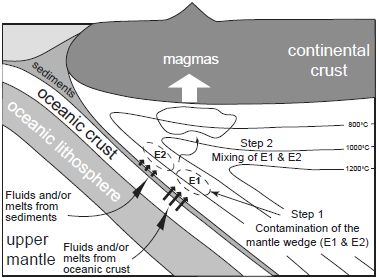 magmas
continental
crust
sediments
oceanic crust
oceanic lithosphere
800°C
Step 2
Mixing of E1 & E2
1000°C
E2
1200°C
E1
Fluids and/or
melts from
sediments
Step 1
Contamination of the
mantle wedge (E1 & E2)
upper
mantle
Fluids and/or
melts from
oceanic crust